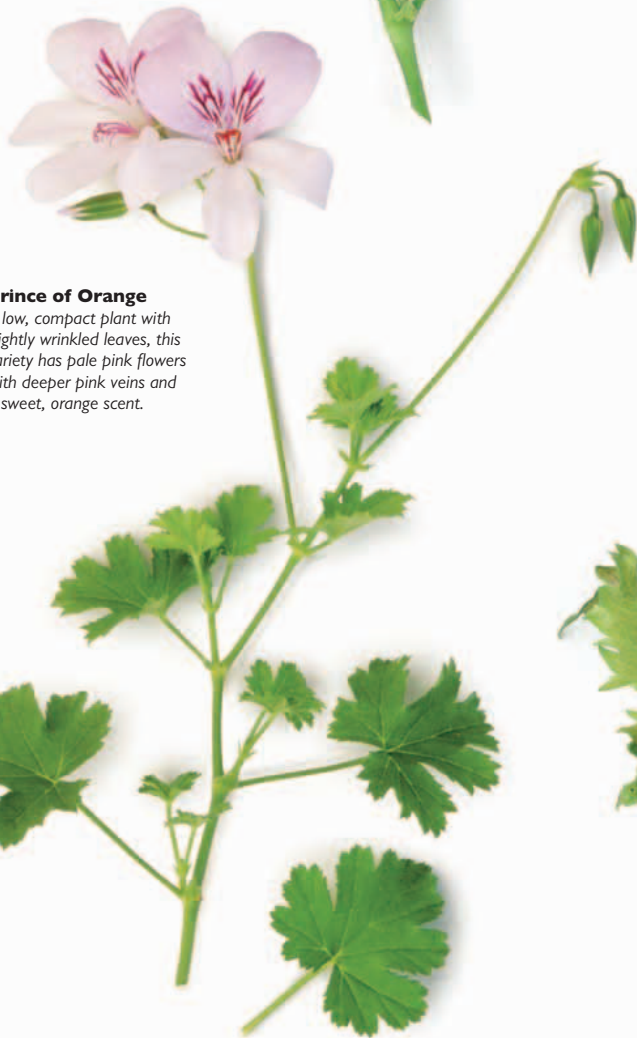 rince of Orange
low, compact plant with
ightly wrinkled leaves, this
ariety has pale pink flowers
ith deeper pink veins and
sweet, orange scent.